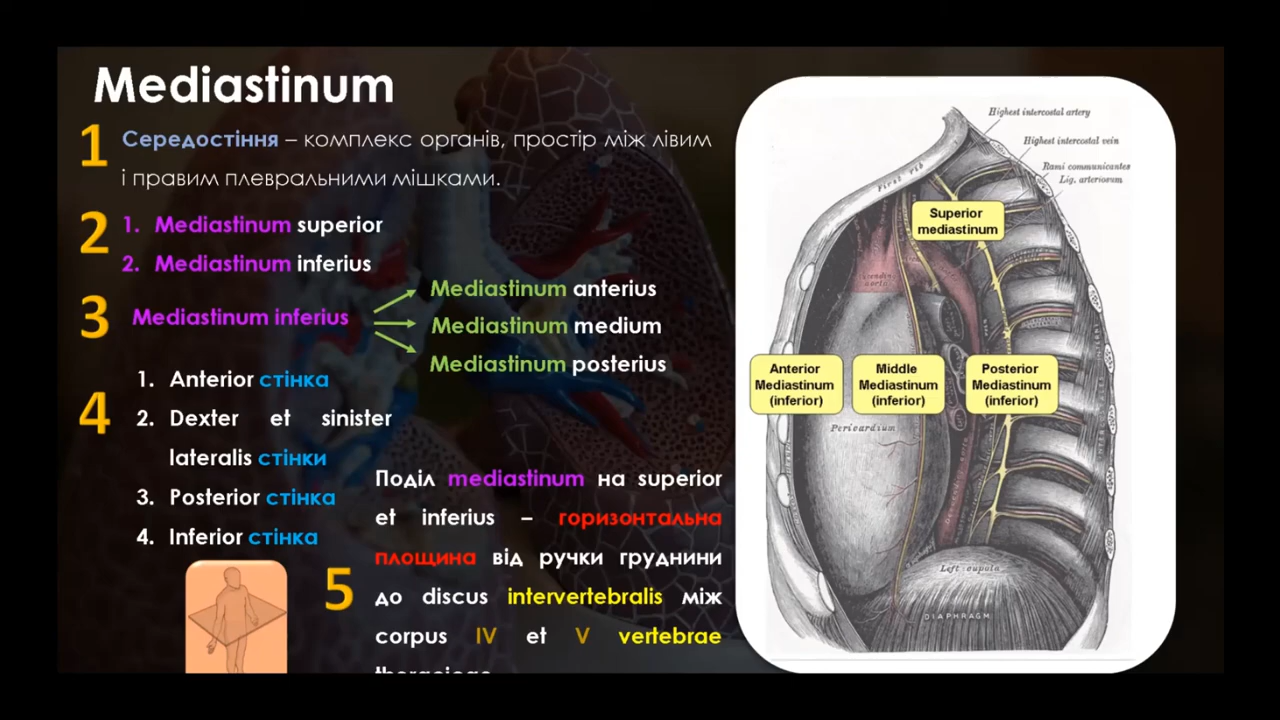 Mediastinum
1
Середостіння – комплекс органів, простір між лівим
і правим плевральними мішками.
2
1. Mediastinum superior
2. Mediastinum inferius
3
Mediastinum inferius
Mediastinum anterius
Mediastinum medium
Mediastinum posterius
4
1. Anterior стінка
2. Dexter et sinister
lateralis стінки
3. Posterior стінка
4. Inferior стінка
5
Поділ mediastinum на superior
et inferius – горизонтальна
площина від ручки груднини
до discus intervertebralis між
corpus IV et V vertebrae
thoracicae
Highest intercostal artery
Highest intercostal vein
Rami communicantes
Lig. arteriosum
First rib
Superior
mediastinum
aorta
Anterior
Mediastinum
(inferior)
Middle
Mediastinum
(inferior)
Posterior
Mediastinum
(inferior)
Pericardium
Descending aorta
Left cupola
DIAPHRAGM